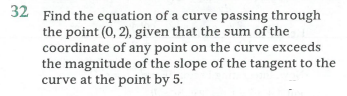 32 Find the equation of a curve passing through
the point (0, 2), given that the sum of the
coordinate of any point on the curve exceeds
the magnitude of the slope of the tangent to the
curve at the point by 5.